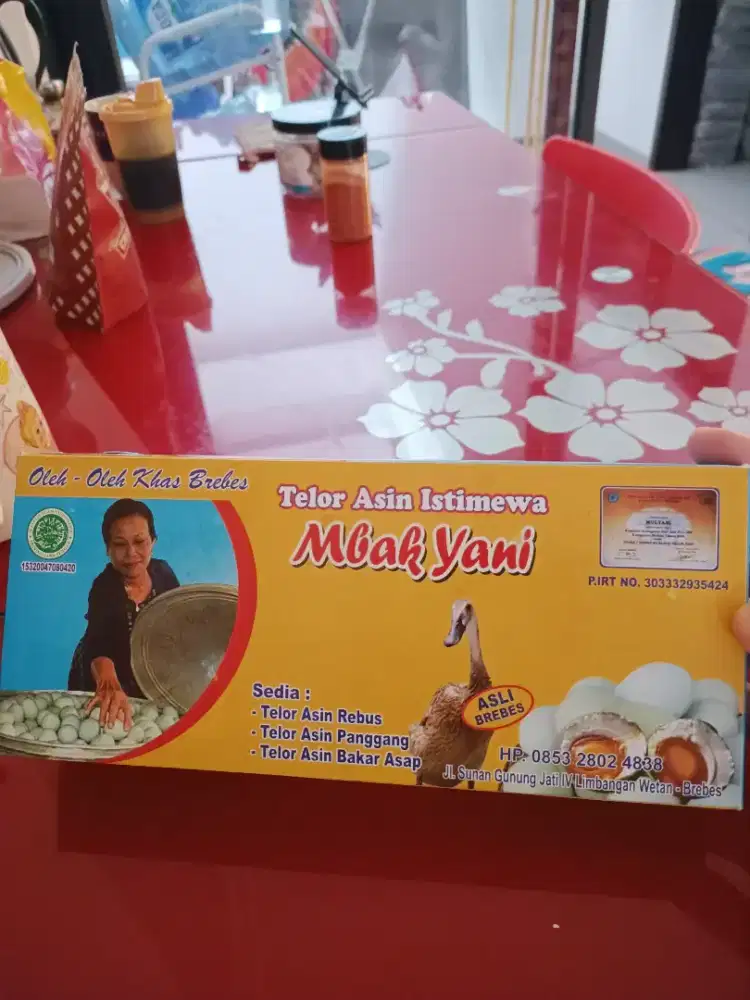 Oleh - Oleh Khas Brebes
15320047080420
Telor Asin Istimewa
Mbak Yani
P.IRT NO. 303332935424
Sedia :
- Telor Asin Rebus
- Telor Asin Panggang
- Telor Asin Bakar Asap
ASLI
BREBES
HP. 0853 2802 4838
Jl. Sunan Gunung Jati IV Limbangan Wetan - Brebes